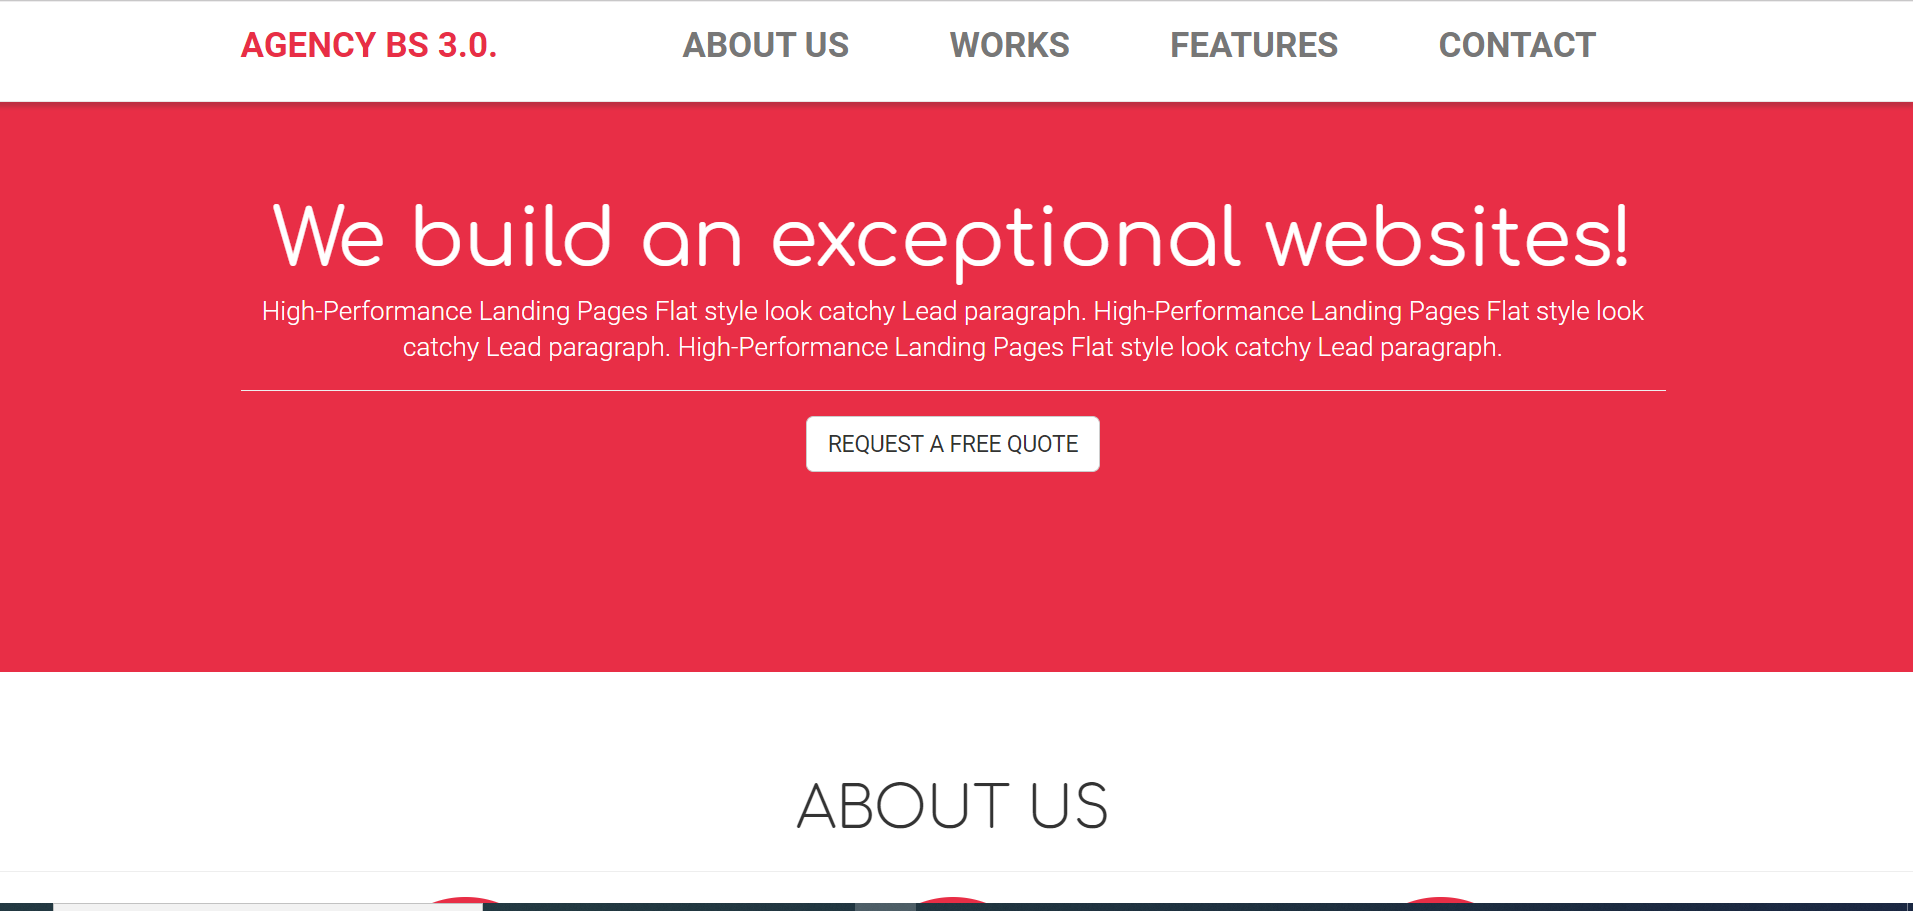 AGENCY BS 3.0.
ABOUT US
WORKS
FEATURES
CONTACT
We build an exceptional websites!
High-Performance Landing Pages Flat style look catchy Lead paragraph. High-Performance Landing Pages Flat style look
catchy Lead paragraph. High-Performance Landing Pages Flat style look catchy Lead paragraph.
REQUEST A FREE QUOTE
ABOUT US